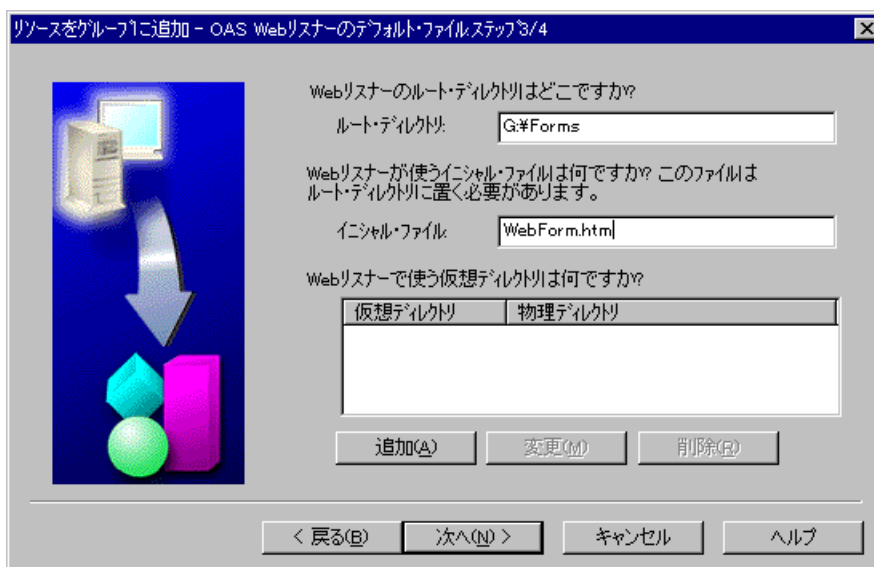 リソースをグループに追加 - OAS Webリスナーのデフォルト・ファイル:ステップ3/4
Webリスナーのルート・ディレクトリはどこですか?
ルート・ディレクトリ: G:¥Forms
Webリスナーが使うイニシャル・ファイルは何ですか? このファイルは
ルート・ディレクトリに置く必要があります。
イニシャル・ファイル: WebForm.htm
Webリスナーで使う仮想ディレクトリは何ですか?
仮想ディレクトリ 物理ディレクトリ
追加(A) 変更(M) 削除(R)
< 戻る(B) 次へ(N) > キャンセル ヘルプ